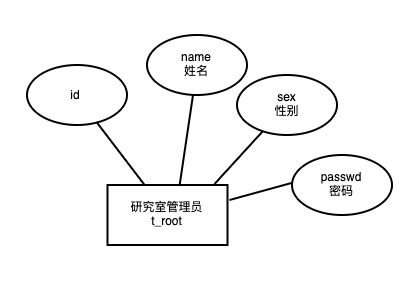 name
姓名
id
sex
性别
passwd
密码
研究室管理员
t_root